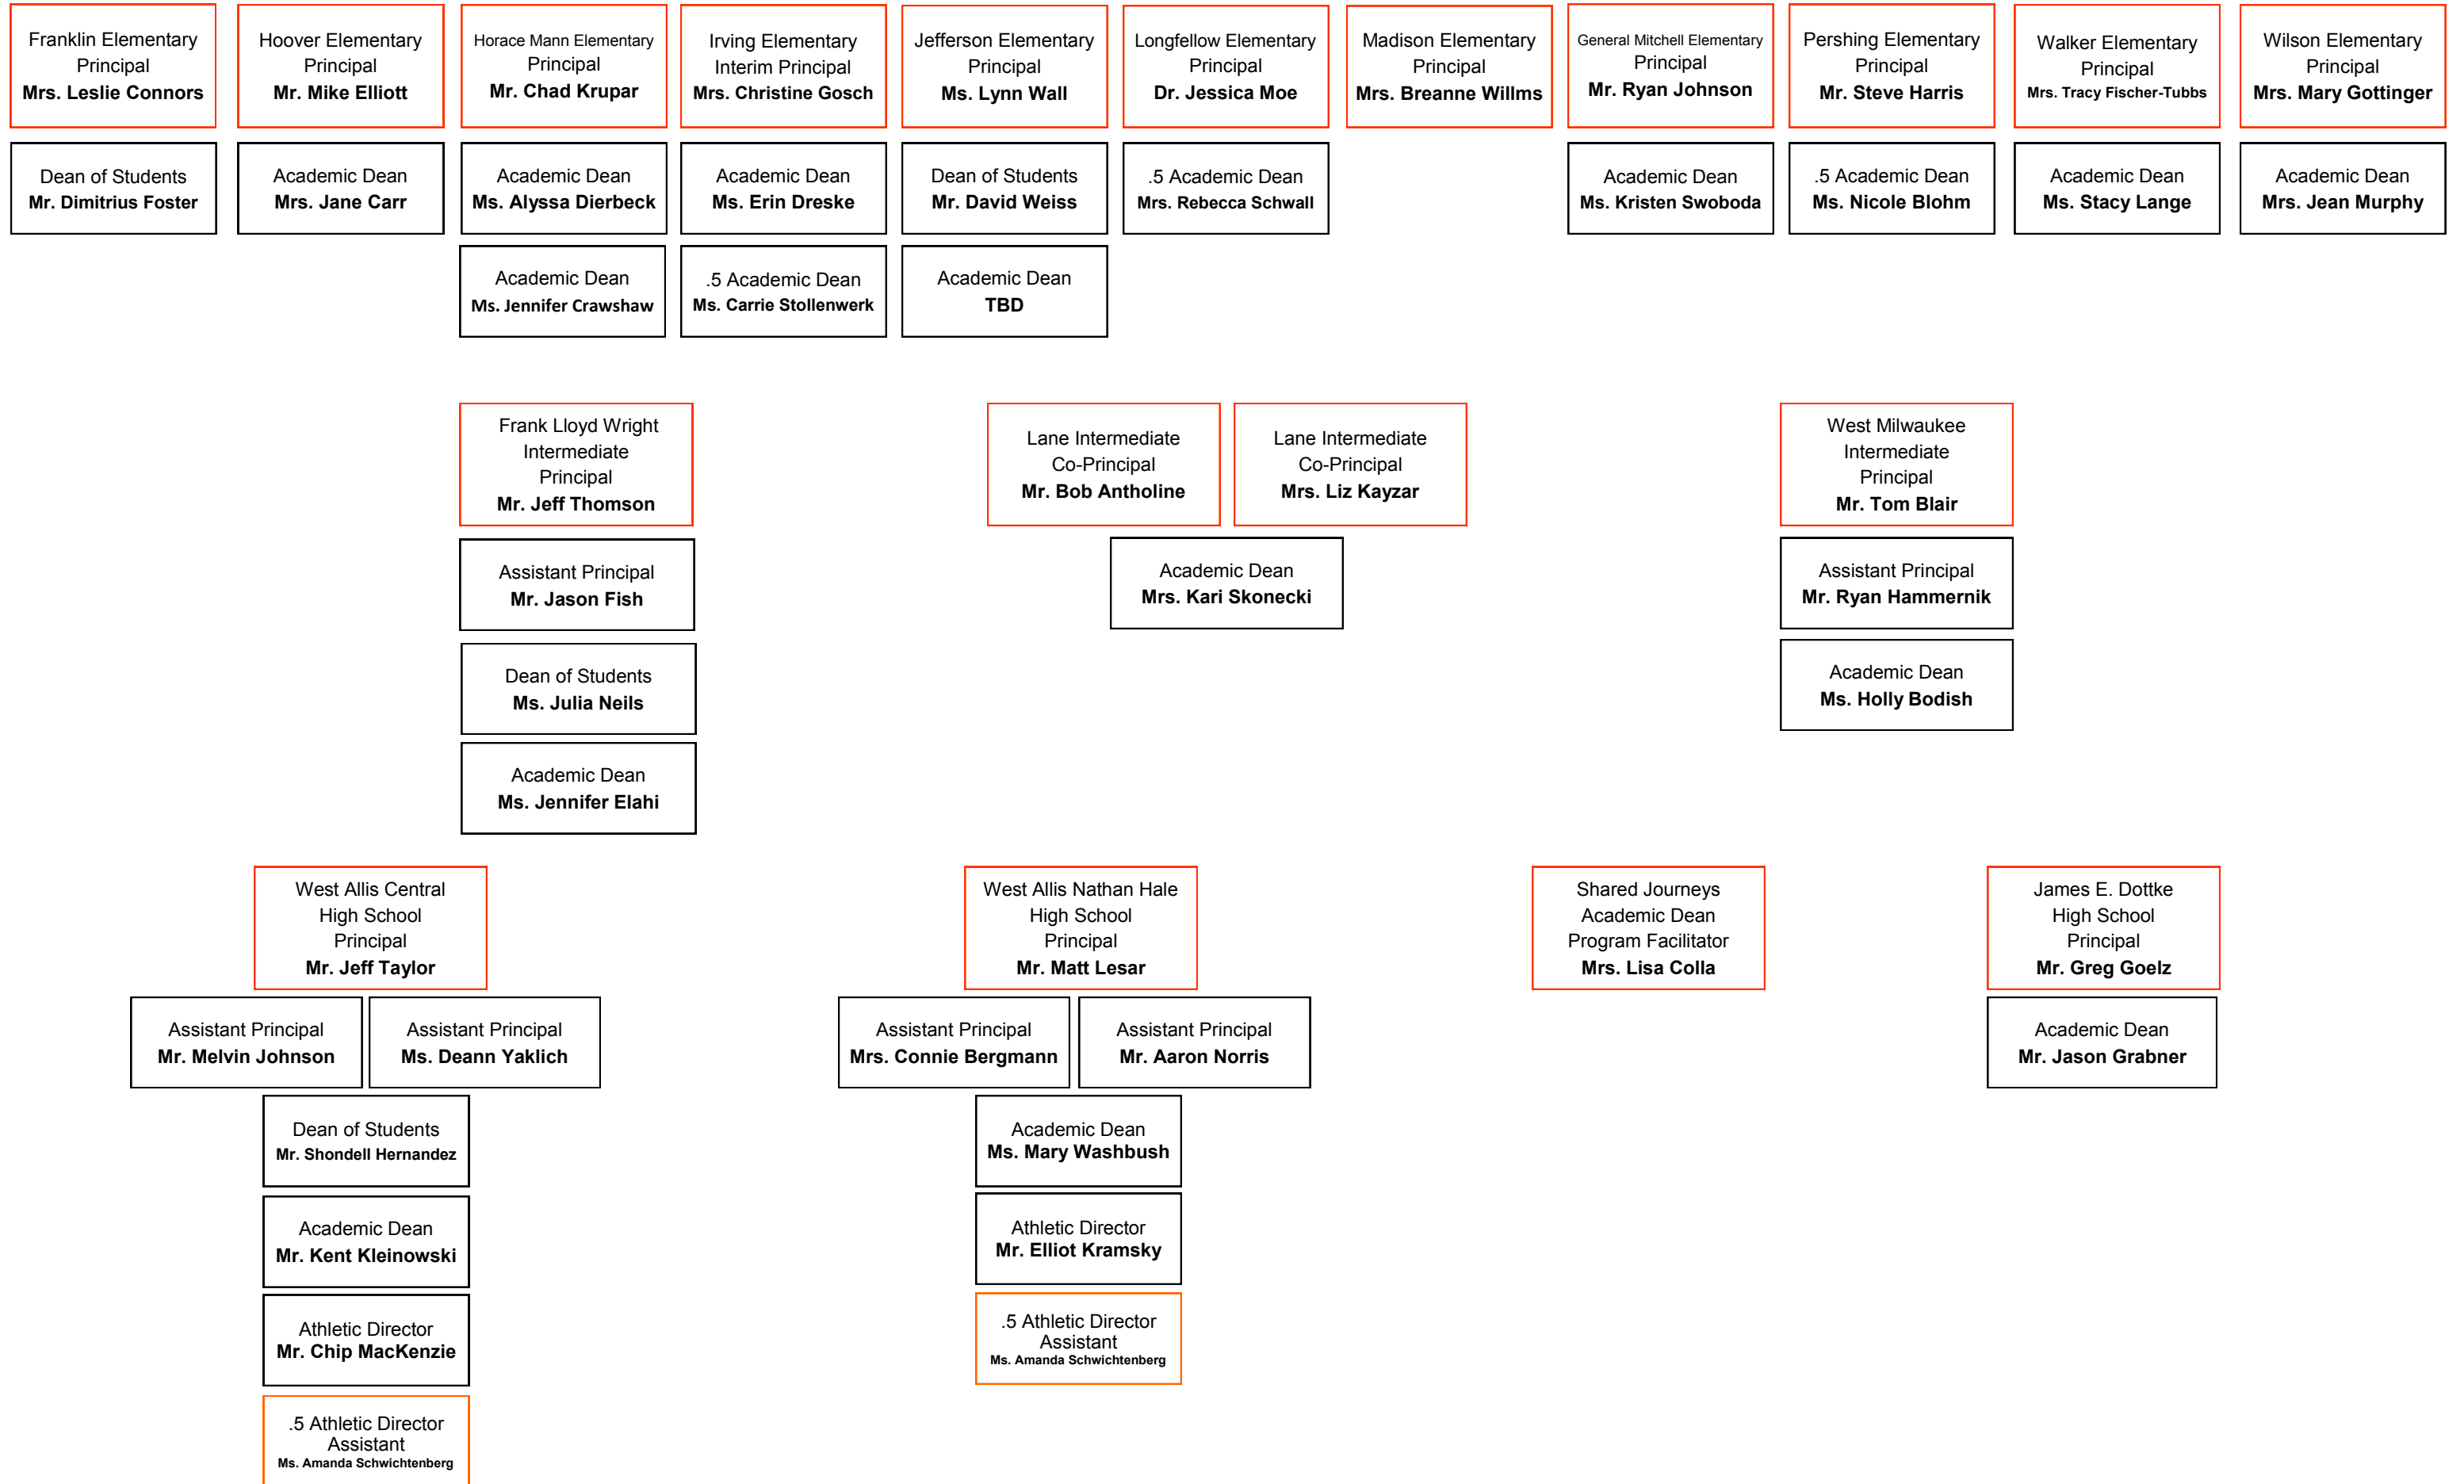 Franklin Elementary
Principal
Mrs. Leslie Connors
Hoover Elementary
Principal
Mr. Mike Elliott
Horace Mann Elementary
Principal
Mr. Chad Krupar
Irving Elementary
Interim Principal
Mrs. Christine Gosch
Jefferson Elementary
Principal
Ms. Lynn Wall
Longfellow Elementary
Principal
Dr. Jessica Moe
Madison Elementary
Principal
Mrs. Breanne Willms
General Mitchell Elementary
Principal
Mr. Ryan Johnson
Pershing Elementary
Principal
Mr. Steve Harris
Walker Elementary
Principal
Mrs. Tracy Fischer-Tubbs
Wilson Elementary
Principal
Mrs. Mary Gottinger
Dean of Students
Mr. Dimitrius Foster
Academic Dean
Mrs. Jane Carr
Academic Dean
Ms. Alyssa Dierbeck
Academic Dean
Ms. Erin Dreske
Dean of Students
Mr. David Weiss
.5 Academic Dean
Mrs. Rebecca Schwall
Academic Dean
Ms. Kristen Swoboda
.5 Academic Dean
Ms. Nicole Blohm
Academic Dean
Ms. Stacy Lange
Academic Dean
Mrs. Jean Murphy
Academic Dean
Ms. Jennifer Crawshaw
.5 Academic Dean
Ms. Carrie Stollenwerk
Academic Dean
TBD
Frank Lloyd Wright
Intermediate
Principal
Mr. Jeff Thomson
Lane Intermediate
Co-Principal
Mr. Bob Antholine
Lane Intermediate
Co-Principal
Mrs. Liz Kayzar
West Milwaukee
Intermediate
Principal
Mr. Tom Blair
Assistant Principal
Mr. Jason Fish
Academic Dean
Mrs. Kari Skonecki
Assistant Principal
Mr. Ryan Hammernik
Dean of Students
Ms. Julia Neils
Academic Dean
Ms. Holly Bodish
Academic Dean
Ms. Jennifer Elahi
West Allis Central
High School
Principal
Mr. Jeff Taylor
West Allis Nathan Hale
High School
Principal
Mr. Matt Lesar
Shared Journeys
Academic Dean
Program Facilitator
Mrs. Lisa Colla
James E. Dottke
High School
Principal
Mr. Greg Goelz
Assistant Principal
Mr. Melvin Johnson
Assistant Principal
Ms. Deann Yaklich
Assistant Principal
Mrs. Connie Bergmann
Assistant Principal
Mr. Aaron Norris
Academic Dean
Mr. Jason Grabner
Dean of Students
Mr. Shondell Hernandez
Academic Dean
Ms. Mary Washbush
Academic Dean
Mr. Kent Kleinowski
Athletic Director
Mr. Elliot Kramsky
Athletic Director
Mr. Chip MacKenzie
.5 Athletic Director
Assistant
Ms. Amanda Schwichtenberg
.5 Athletic Director
Assistant
Ms. Amanda Schwichtenberg